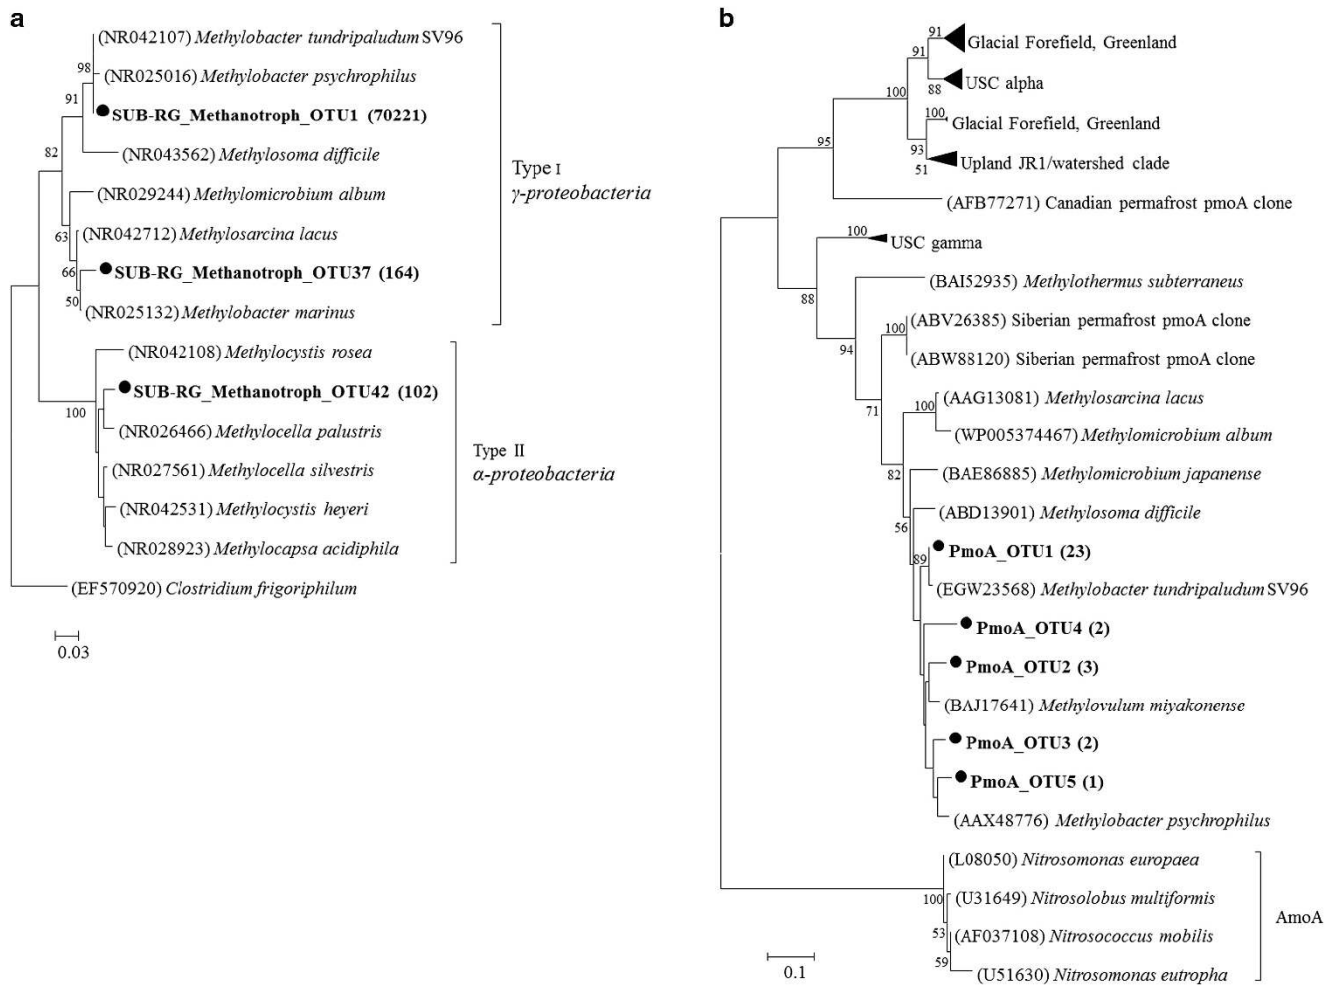 a
(NR042107) Methylobacter tundripaludum SV96
98
(NR025016) Methylobacter psychrophilus
91
SUB-RG_Methanotroph_OTU1 (70221)
82
(NR043562) Methylosoma difficile
Type I
γ-proteobacteria
(NR029244) Methylomicrobium album
63
(NR042712) Methylosarcina lacus
66
SUB-RG_Methanotroph_OTU37 (164)
50
(NR025132) Methylobacter marinus
(NR042108) Methylocystis rosea
SUB-RG_Methanotroph_OTU42 (102)
100
(NR026466) Methylocella palustris
Type II
α-proteobacteria
(NR027561) Methylocella silvestris
(NR042531) Methylocystis heyeri
(NR028923) Methylocapsa acidiphila
(EF570920) Clostridium frigoriphilum
0.03
b
91
Glacial Forefield, Greenland
91
88
USC alpha
100
100
Glacial Forefield, Greenland
93
95
51
Upland JR1/watershed clade
(AFB77271) Canadian permafrost pmoA clone
100
USC gamma
88
(BAI52935) Methylothermus subterraneus
94
100
(ABV26385) Siberian permafrost pmoA clone
(ABW88120) Siberian permafrost pmoA clone
71
100
(AAG13081) Methylosarcina lacus
(WP005374467) Methylomicrobium album
82
(BAE86885) Methylomicrobium japanense
56
(ABD13901) Methylosoma difficile
89
PmoA_OTU1 (23)
(EGW23568) Methylobacter tundripaludum SV96
PmoA_OTU4 (2)
PmoA_OTU2 (3)
(BAJ17641) Methylovulum miyakonense
PmoA_OTU3 (2)
PmoA_OTU5 (1)
(AAX48776) Methylobacter psychrophilus
(L08050) Nitrosomonas europaea
100
(U31649) Nitrosolobus multiformis
AmoA
53
(AF037108) Nitrosococcus mobilis
59
(U51630) Nitrosomonas eutropha
0.1